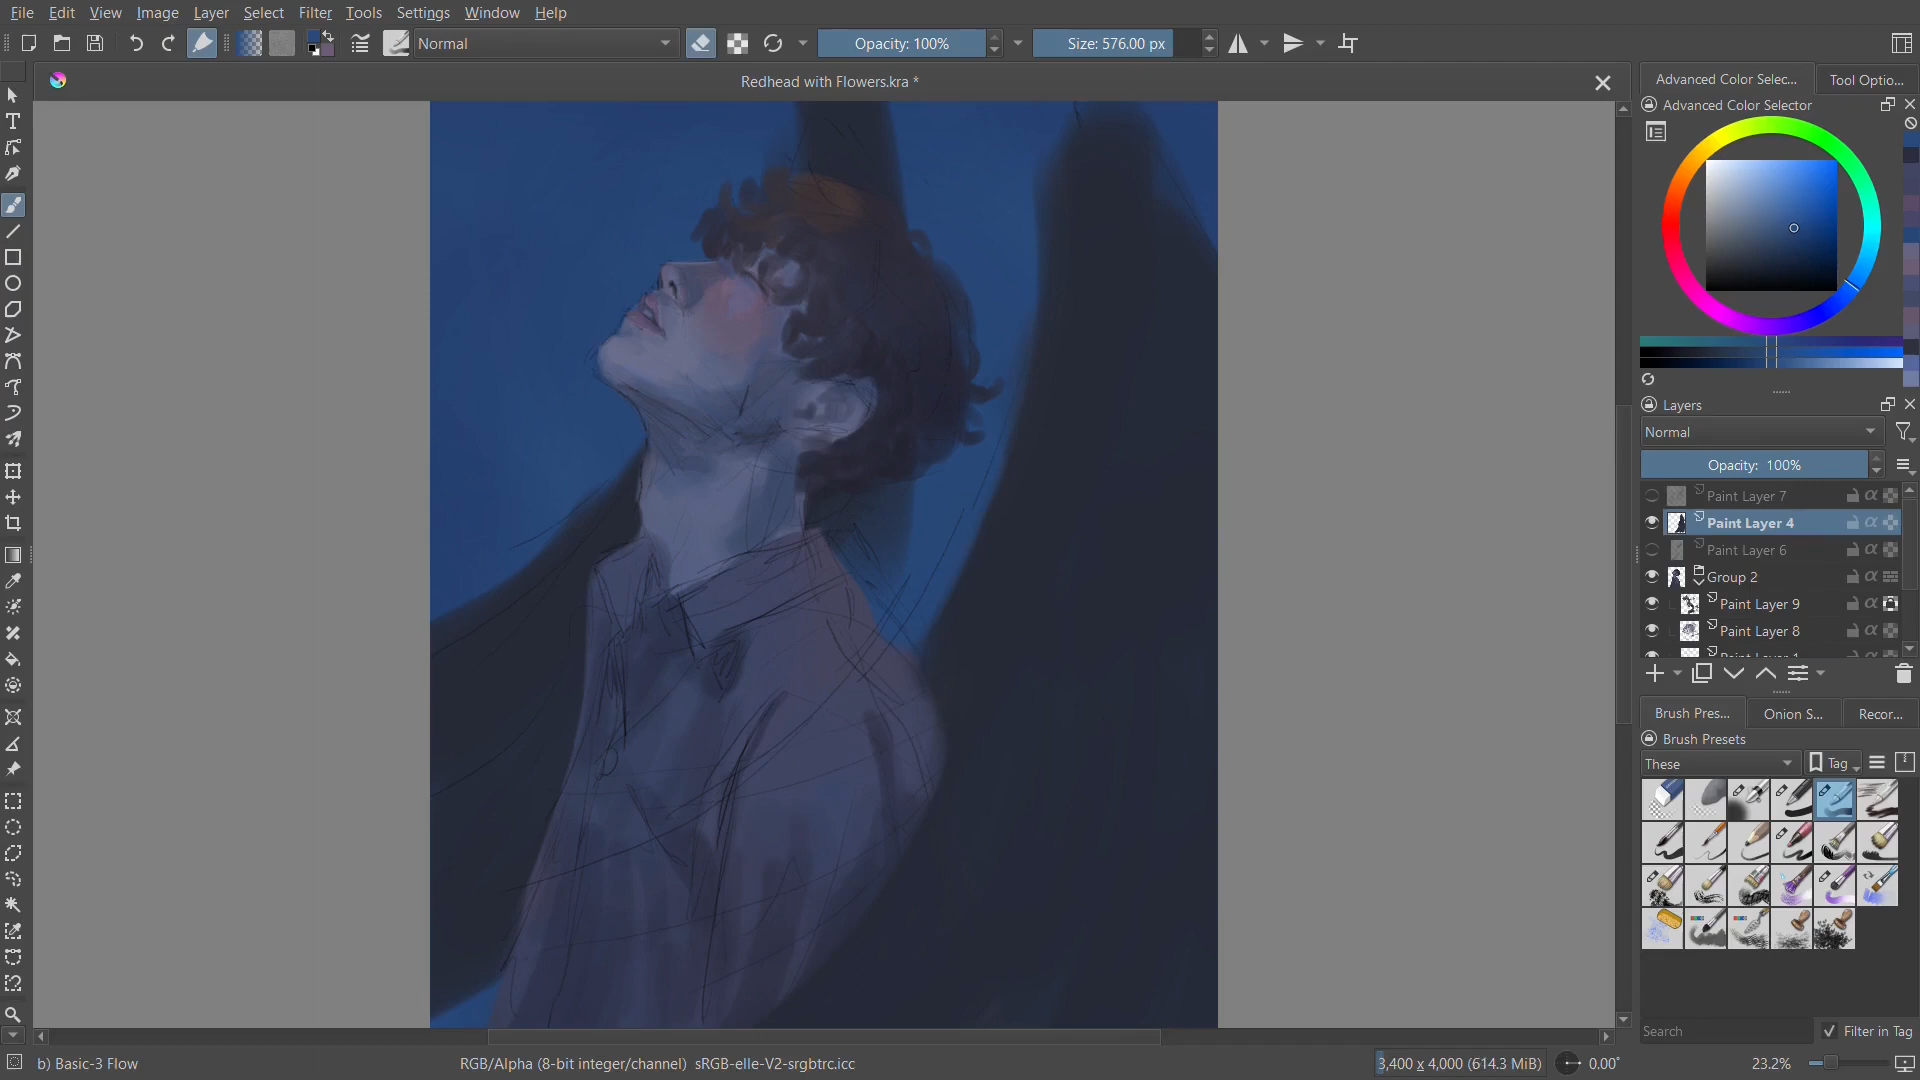 File Edit View Image Layer Select Filter Tools Settings Window Help
Normal
Opacity: 100%
Size: 576.00 px
Redhead with Flowers.kra *
Advanced Color Selec...
Tool Optio...
Advanced Color Selector
Layers
Normal
Opacity: 100%
Paint Layer 7
Paint Layer 4
Paint Layer 6
Group 2
Paint Layer 9
Paint Layer 8
Paint Layer 1
Brush Pres...
Onion S...
Recor...
Brush Presets
These
Tag
Search
Filter in Tag
b) Basic-3 Flow
RGB/Alpha (8-bit integer/channel) sRGB-elle-V2-srgbtrc.icc
3,400 x 4,000 (614.3 MiB)
0.00°
23.2%